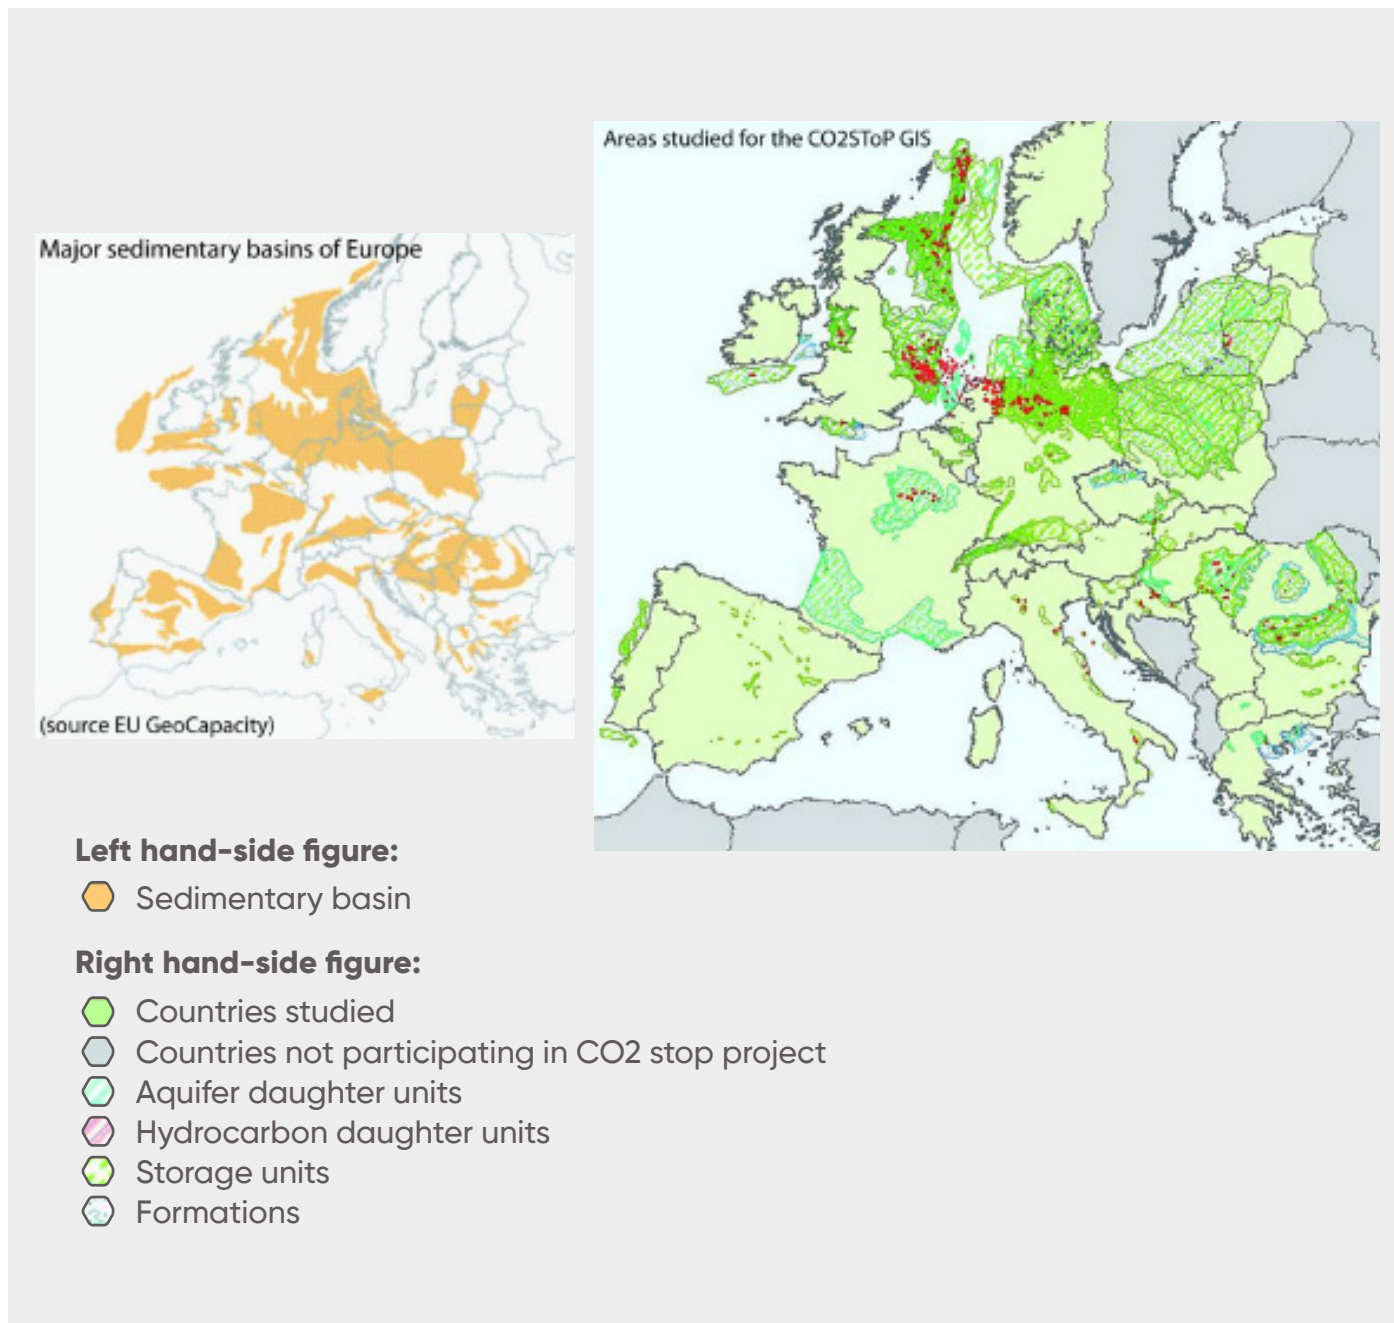 Major sedimentary basins of Europe
(source EU GeoCapacity)
Areas studied for the CO2SToP GIS
Left hand-side figure:
Sedimentary basin
Right hand-side figure:
Countries studied
Countries not participating in CO2 stop project
Aquifer daughter units
Hydrocarbon daughter units
Storage units
Formations